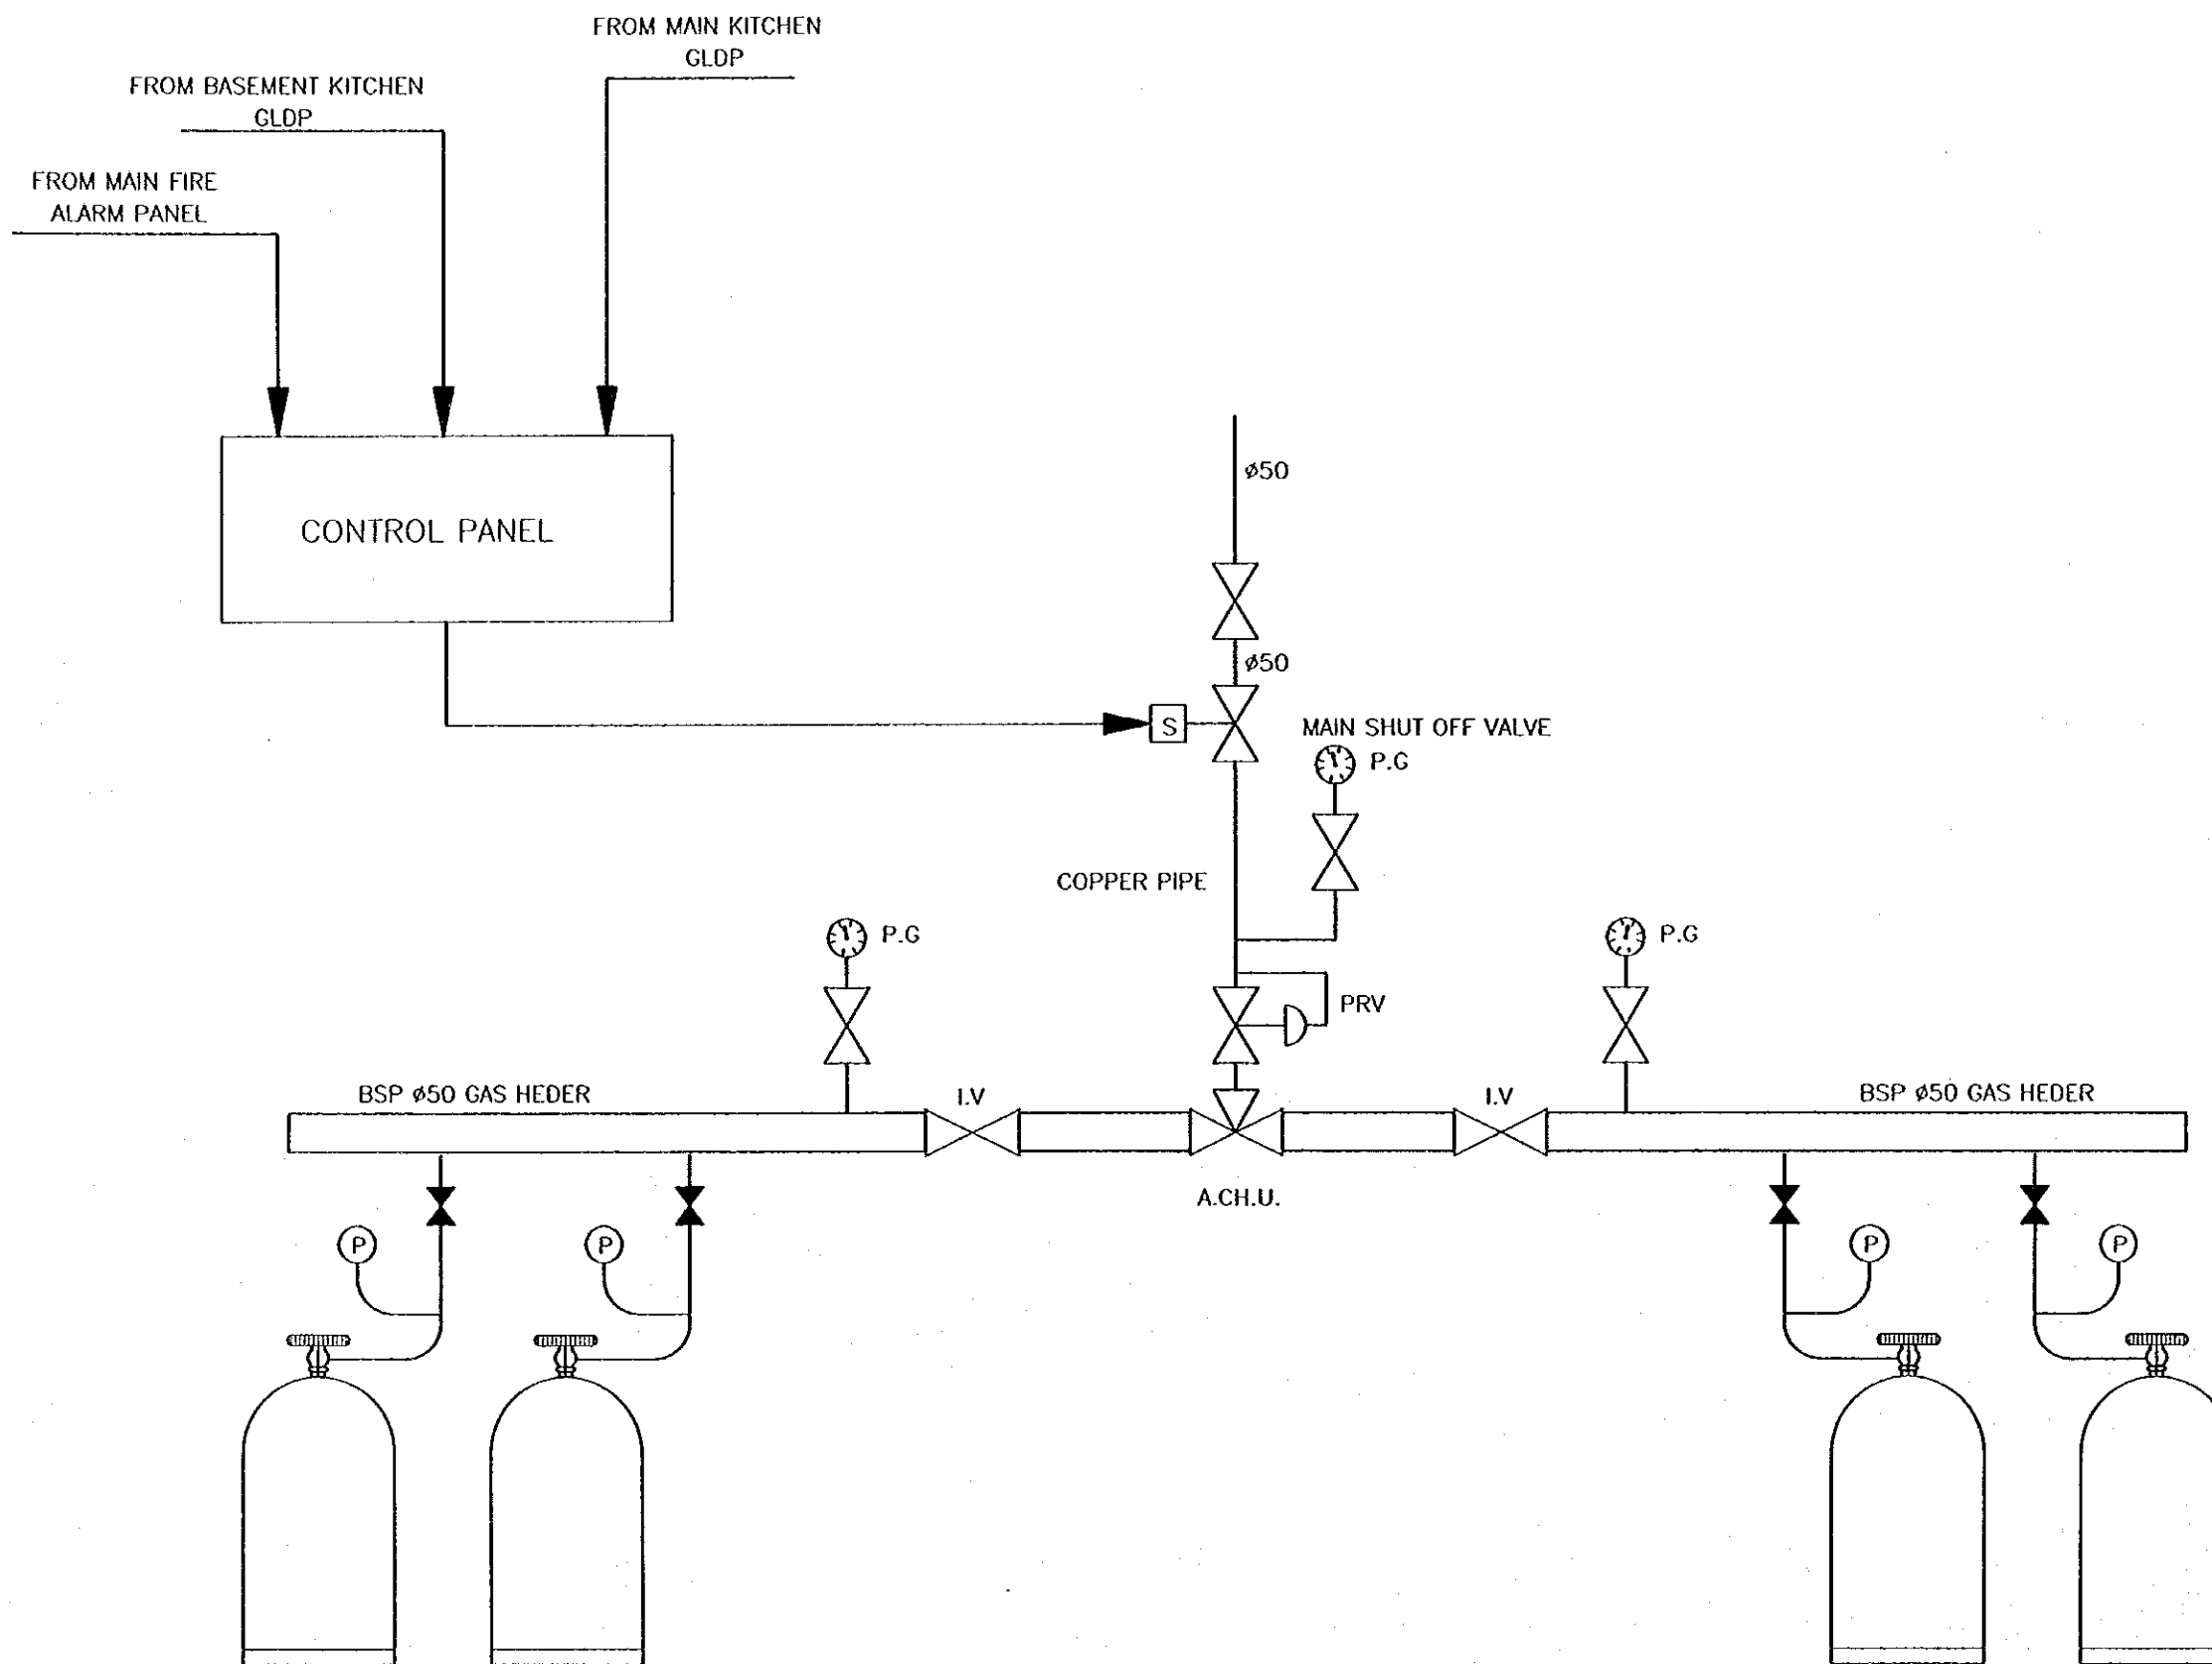 FROM MAIN KITCHEN
GLDP
FROM BASEMENT KITCHEN
GLDP
FROM MAIN FIRE
ALARM PANEL
CONTROL PANEL
ø50
ø50
S
MAIN SHUT OFF VALVE
P.G
COPPER PIPE
P.G
P.G
PRV
BSP ø50 GAS HEDER
I.V
I.V
BSP ø50 GAS HEDER
A.CH.U.
P
P
P
P